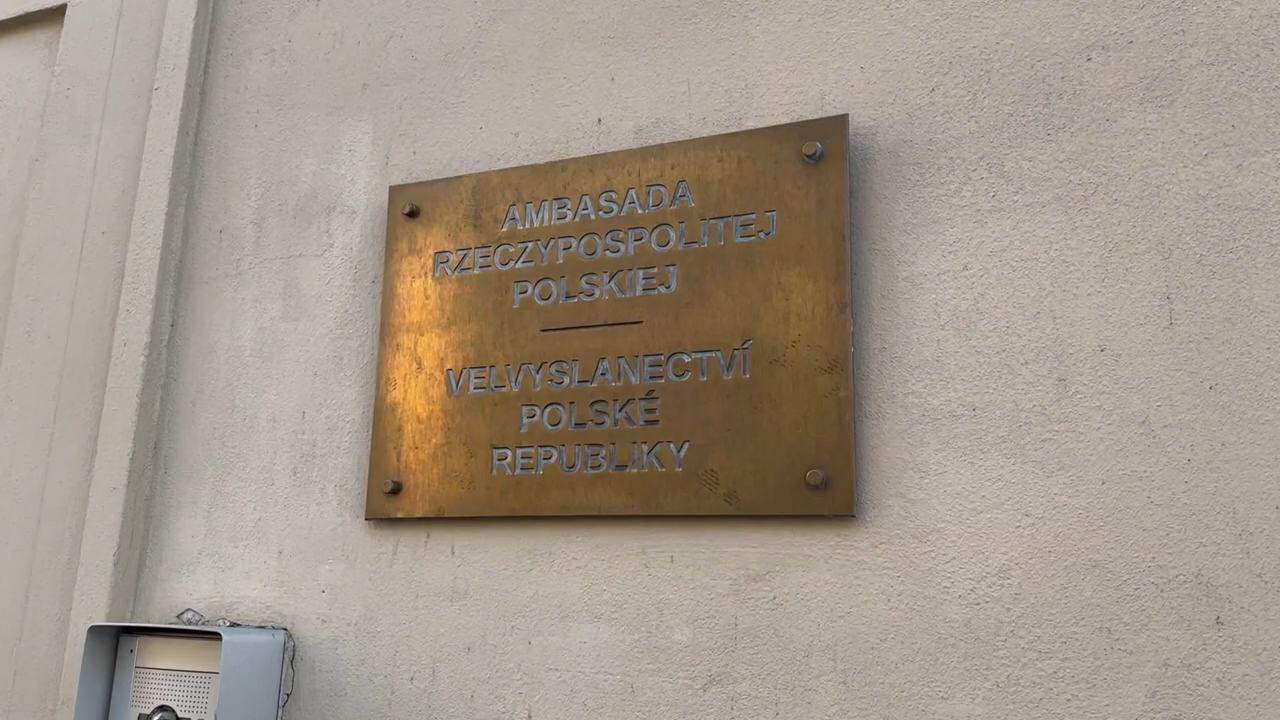 AMBASADA
RZECZYPOSPOLITEJ
POLSKIEJ
VELVYSLANECTVÍ
POLSKÉ
REPUBLIKY